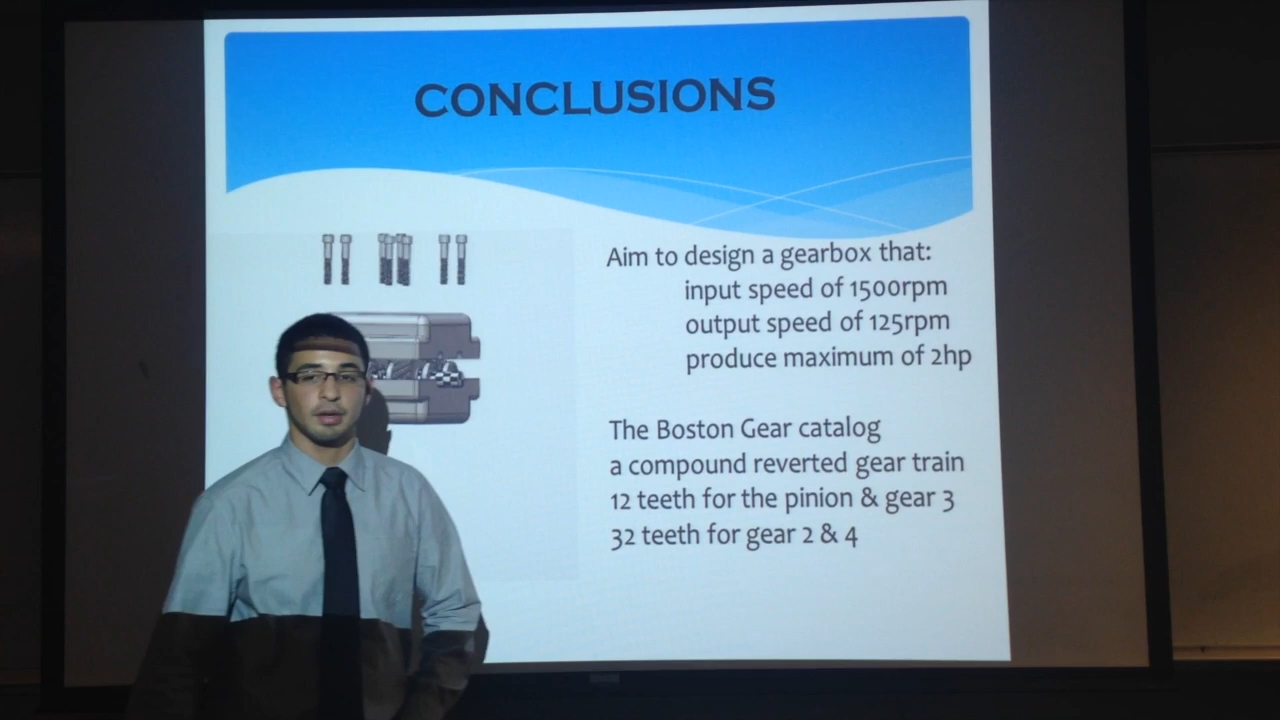 CONCLUSIONS
Aim to design a gearbox that:
input speed of 1500rpm
output speed of 125rpm
produce maximum of 2hp
The Boston Gear catalog
a compound reverted gear train
12 teeth for the pinion & gear 3
32 teeth for gear 2 & 4